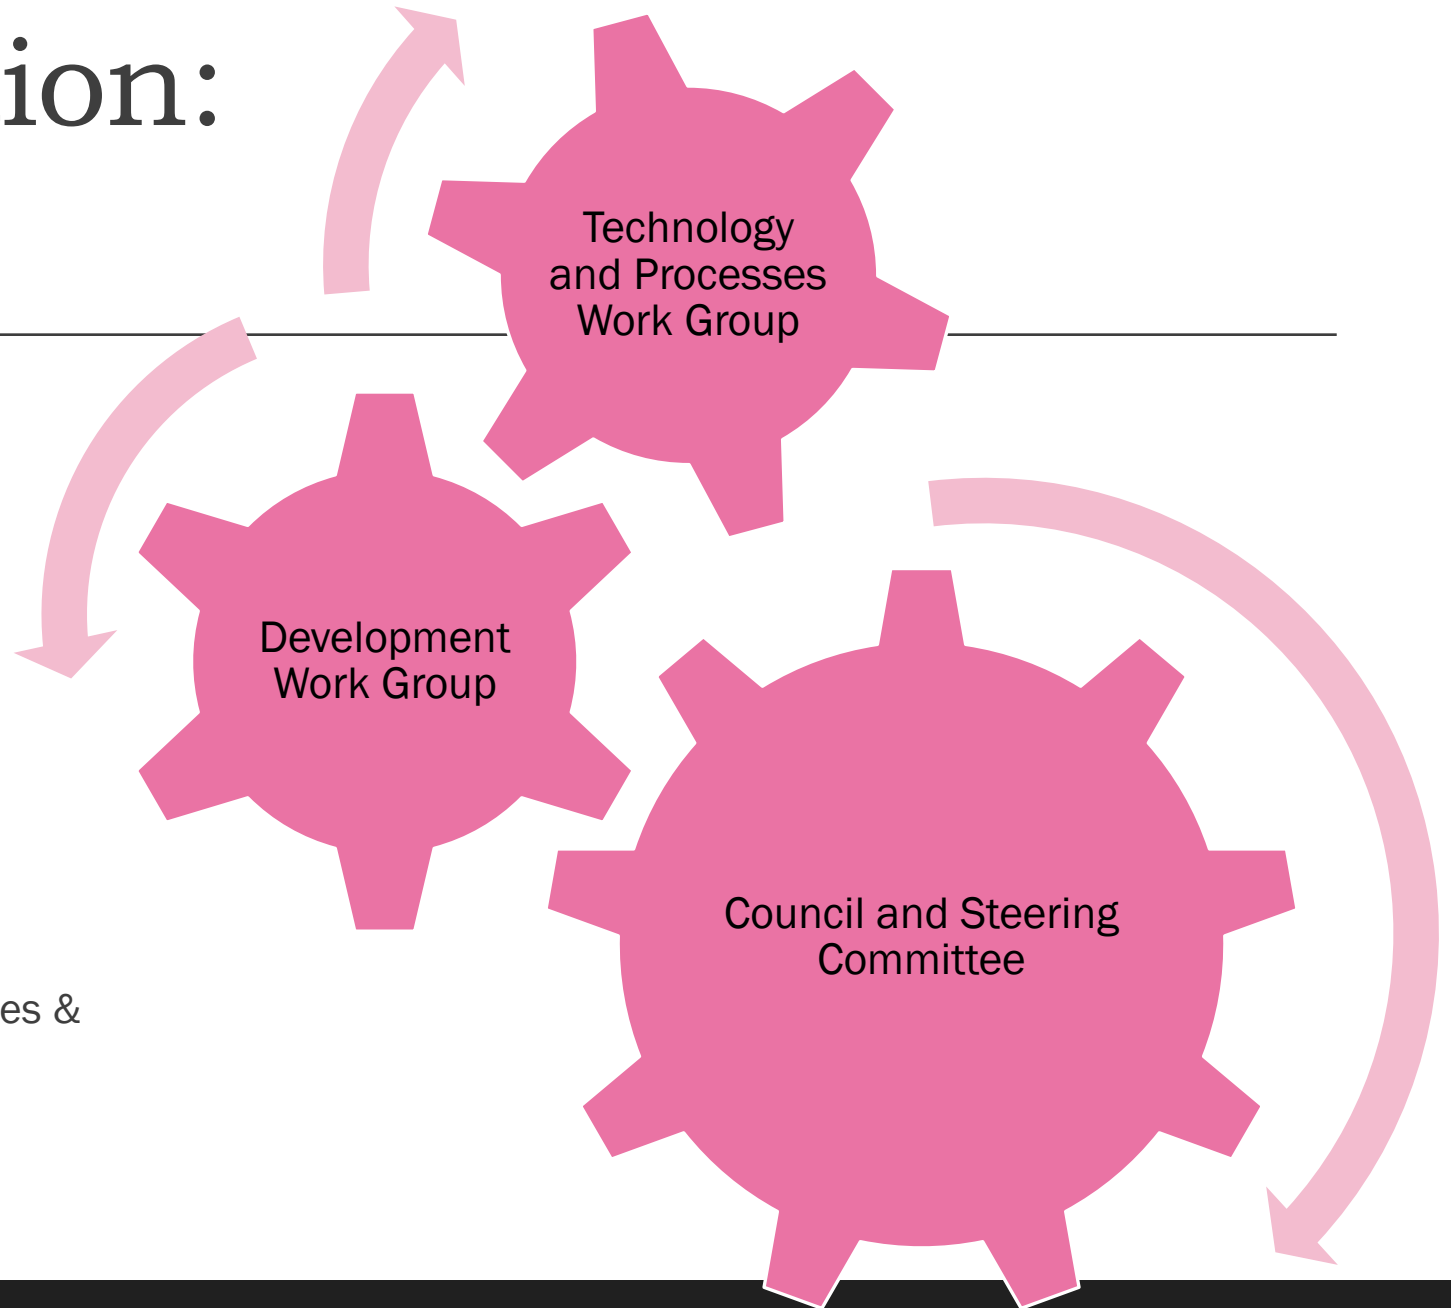 ion:
Technology
and Processes
Work Group
Development
Work Group
Council and Steering
Committee
es &